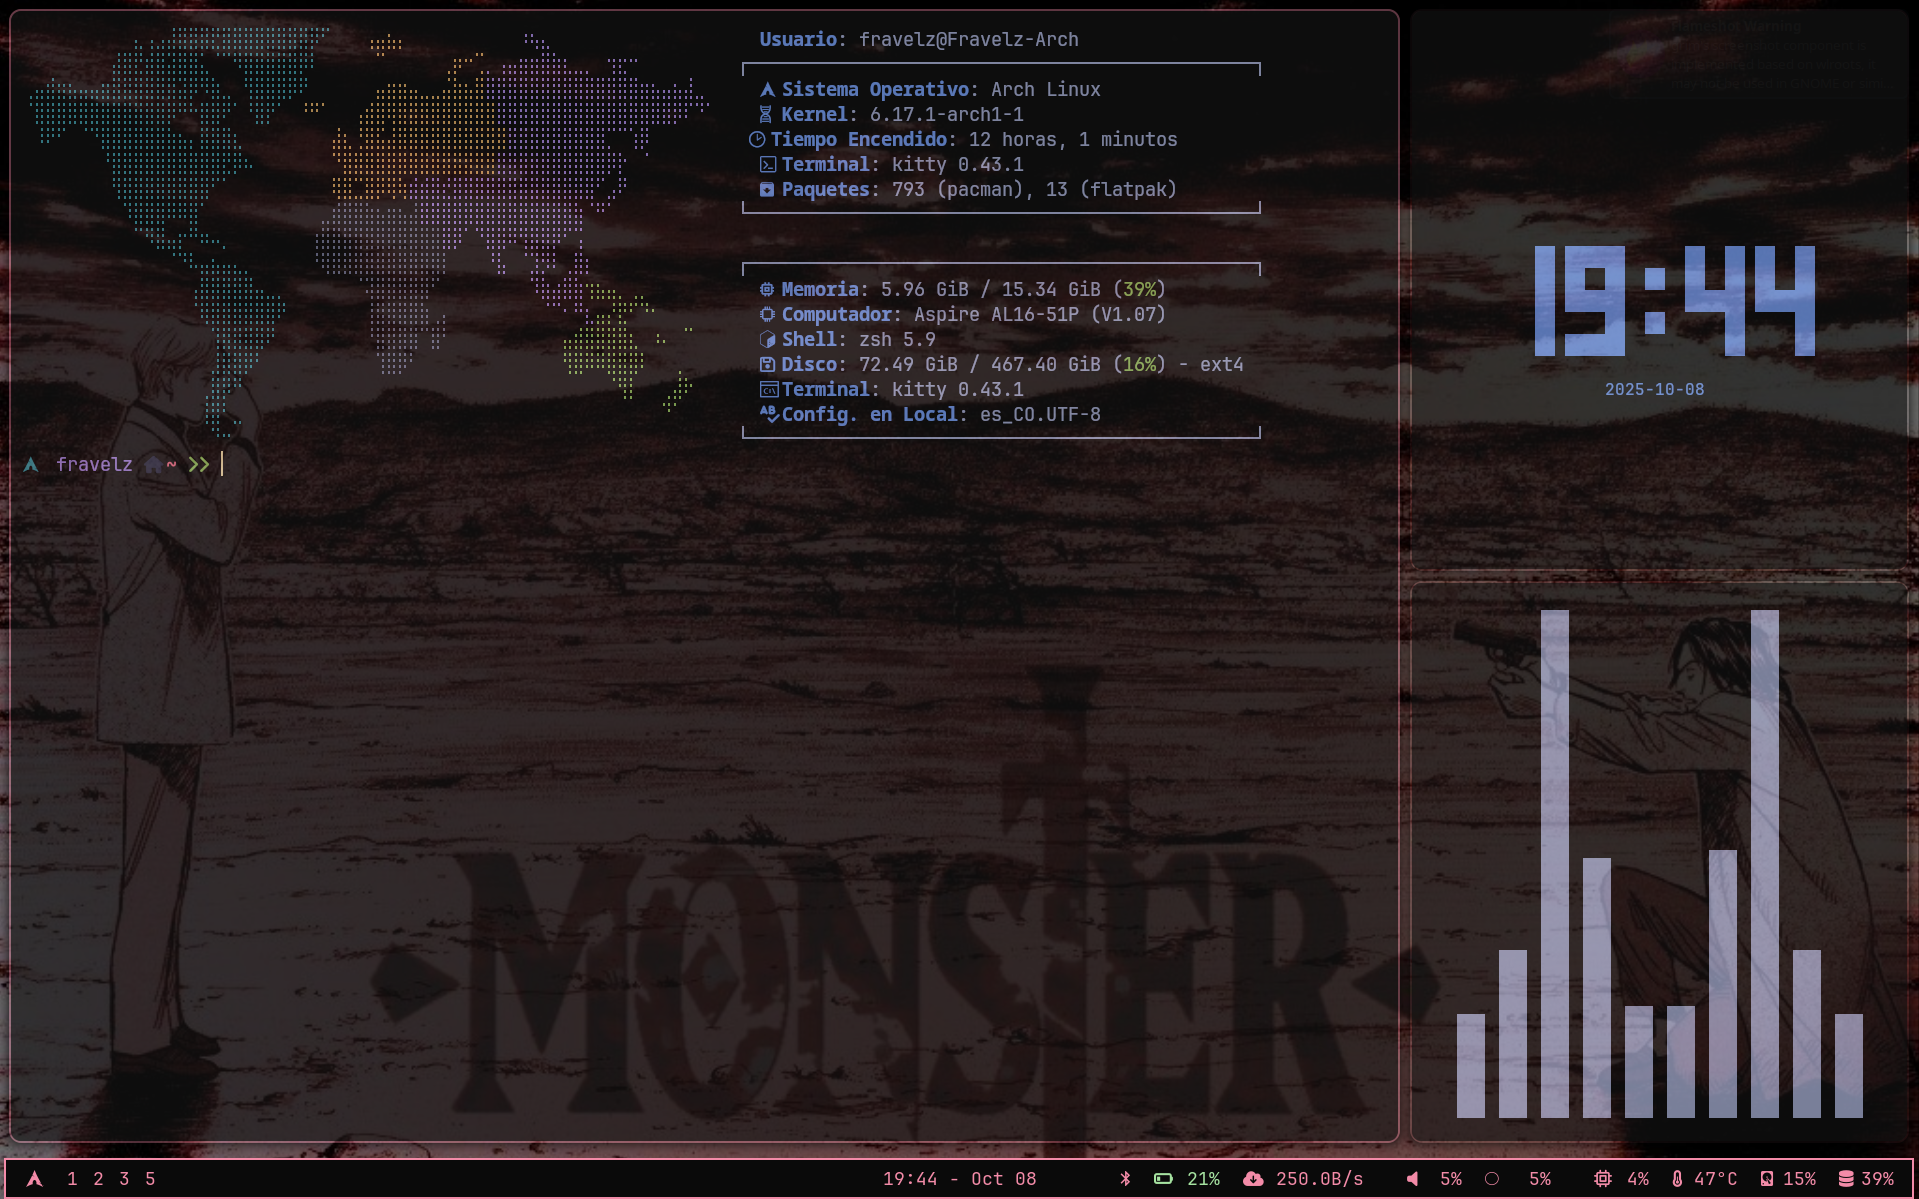 Usuario: fravelz@Fravelz-Arch
Sistema Operativo: Arch Linux
Kernel: 6.17.1-arch1-1
Tiempo Encendido: 12 horas, 1 minutos
Terminal: kitty 0.43.1
Paquetes: 793 (pacman), 13 (flatpak)
Memoria: 5.96 GiB / 15.34 GiB (39%)
Computador: Aspire AL16-51P (V1.07)
Shell: zsh 5.9
Disco: 72.49 GiB / 467.40 GiB (16%) - ext4
Terminal: kitty 0.43.1
Config. en Local: es_CO.UTF-8
fravelz ~ >>
19:44
2025-10-08
MONSTER
1 2 3 5
19:44 - Oct 08
21% 250.0B/s 5% 5% 4% 47°C 15% 39%